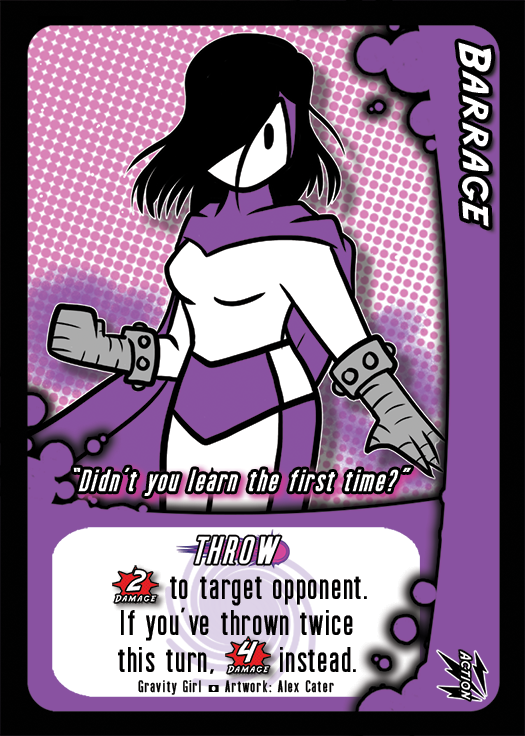 BARRAGE
"Didn't you learn the first time?"
THROW
2 DAMAGE to target opponent.
If you've thrown twice
this turn, 4 DAMAGE instead.
Gravity Girl ▪ Artwork: Alex Cater
ACTION